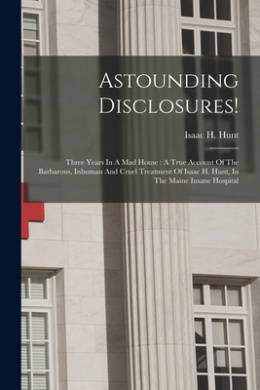 Astounding
Disclosures!
Isaac H. Hunt
Three Years In A Mad House : A True Account Of The
Barbarous, Inhuman And Cruel Treatment Of Isaac H. Hunt, In
The Maine Insane Hospital